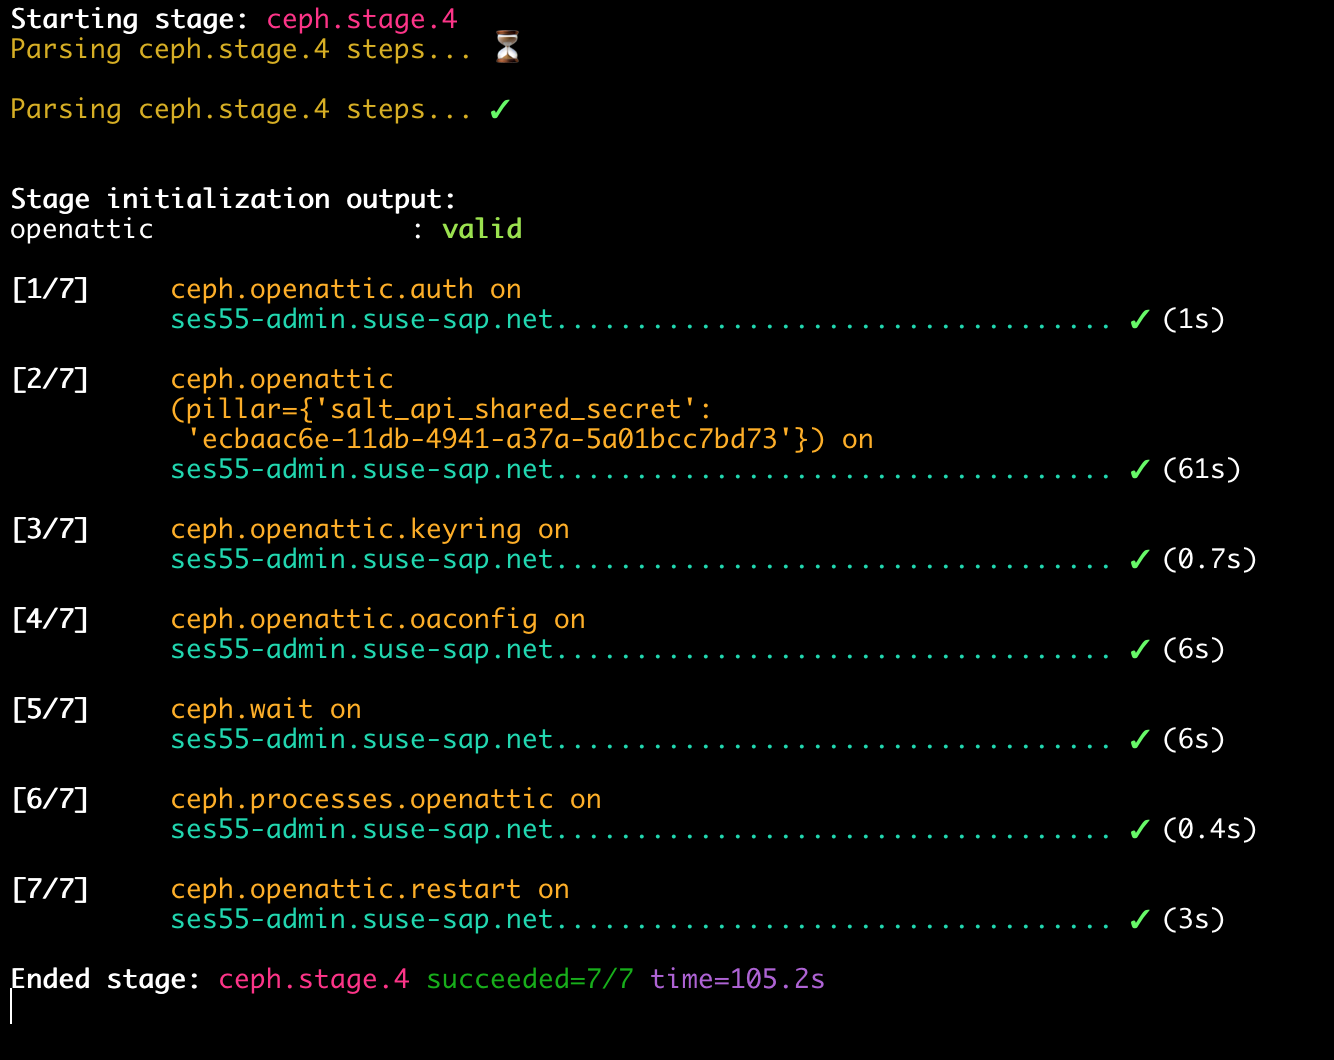 Starting stage: ceph.stage.4
Parsing ceph.stage.4 steps... ⏳
Parsing ceph.stage.4 steps... ✓
Stage initialization output:
openattic                : valid
[1/7]     ceph.openattic.auth on
          ses55-admin.suse-sap.net................................... ✓ (1s)
[2/7]     ceph.openattic
          (pillar={'salt_api_shared_secret':
           'ecbaac6e-11db-4941-a37a-5a01bcc7bd73'}) on
          ses55-admin.suse-sap.net................................... ✓ (61s)
[3/7]     ceph.openattic.keyring on
          ses55-admin.suse-sap.net................................... ✓ (0.7s)
[4/7]     ceph.openattic.oaconfig on
          ses55-admin.suse-sap.net................................... ✓ (6s)
[5/7]     ceph.wait on
          ses55-admin.suse-sap.net................................... ✓ (6s)
[6/7]     ceph.processes.openattic on
          ses55-admin.suse-sap.net................................... ✓ (0.4s)
[7/7]     ceph.openattic.restart on
          ses55-admin.suse-sap.net................................... ✓ (3s)
Ended stage: ceph.stage.4 succeeded=7/7 time=105.2s